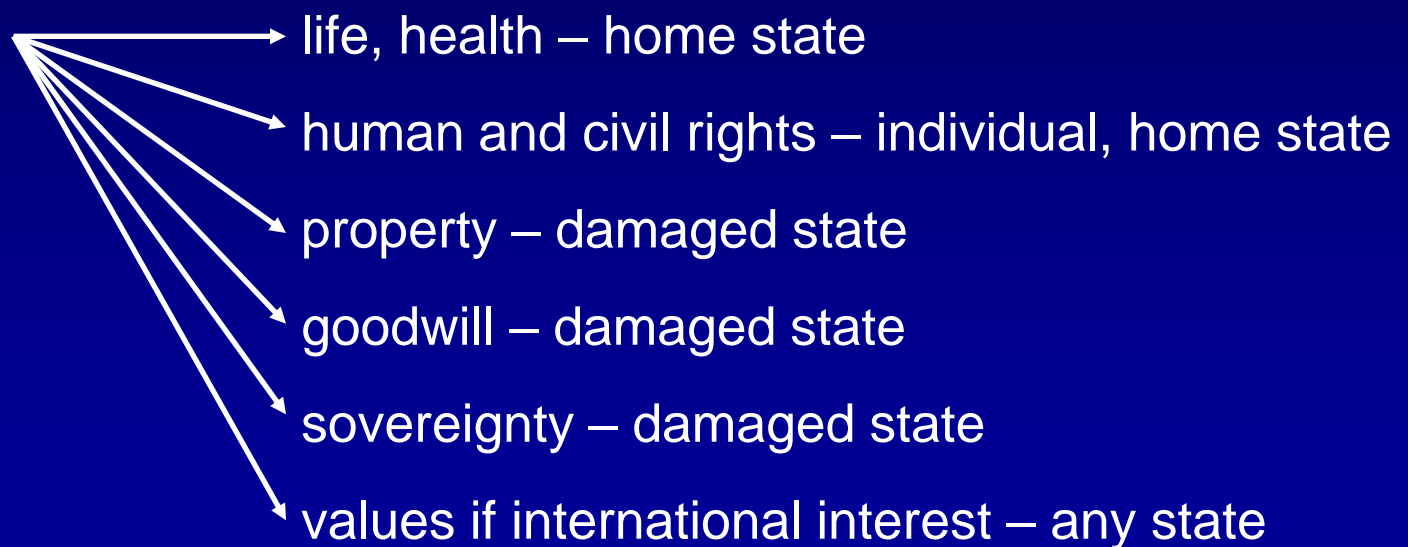 life, health – home state
human and civil rights – individual, home state
property – damaged state
goodwill – damaged state
sovereignty – damaged state
values if international interest – any state